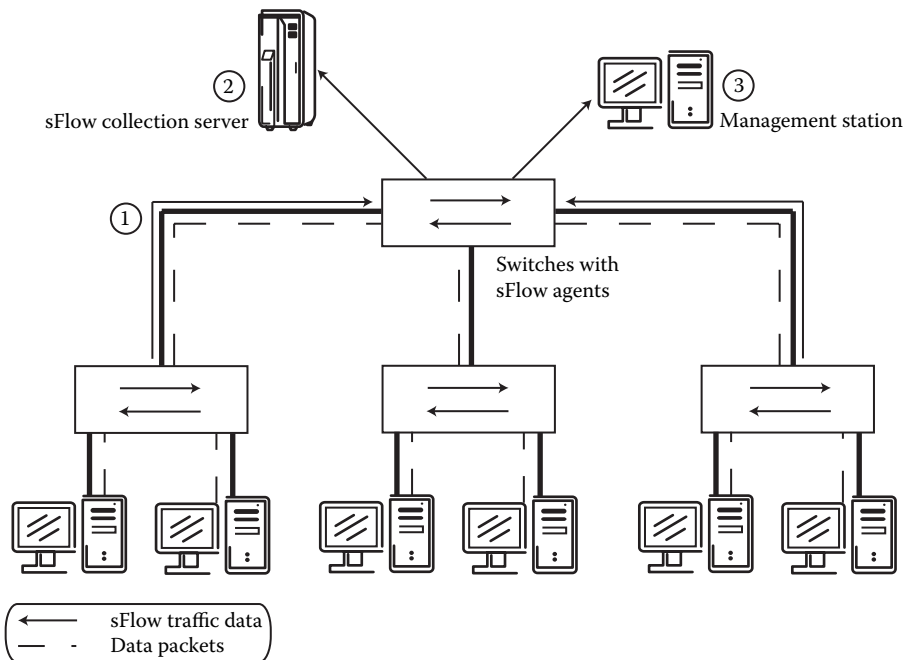 2
sFlow collection server
3
Management station
1
Switches with
sFlow agents
sFlow traffic data
Data packets